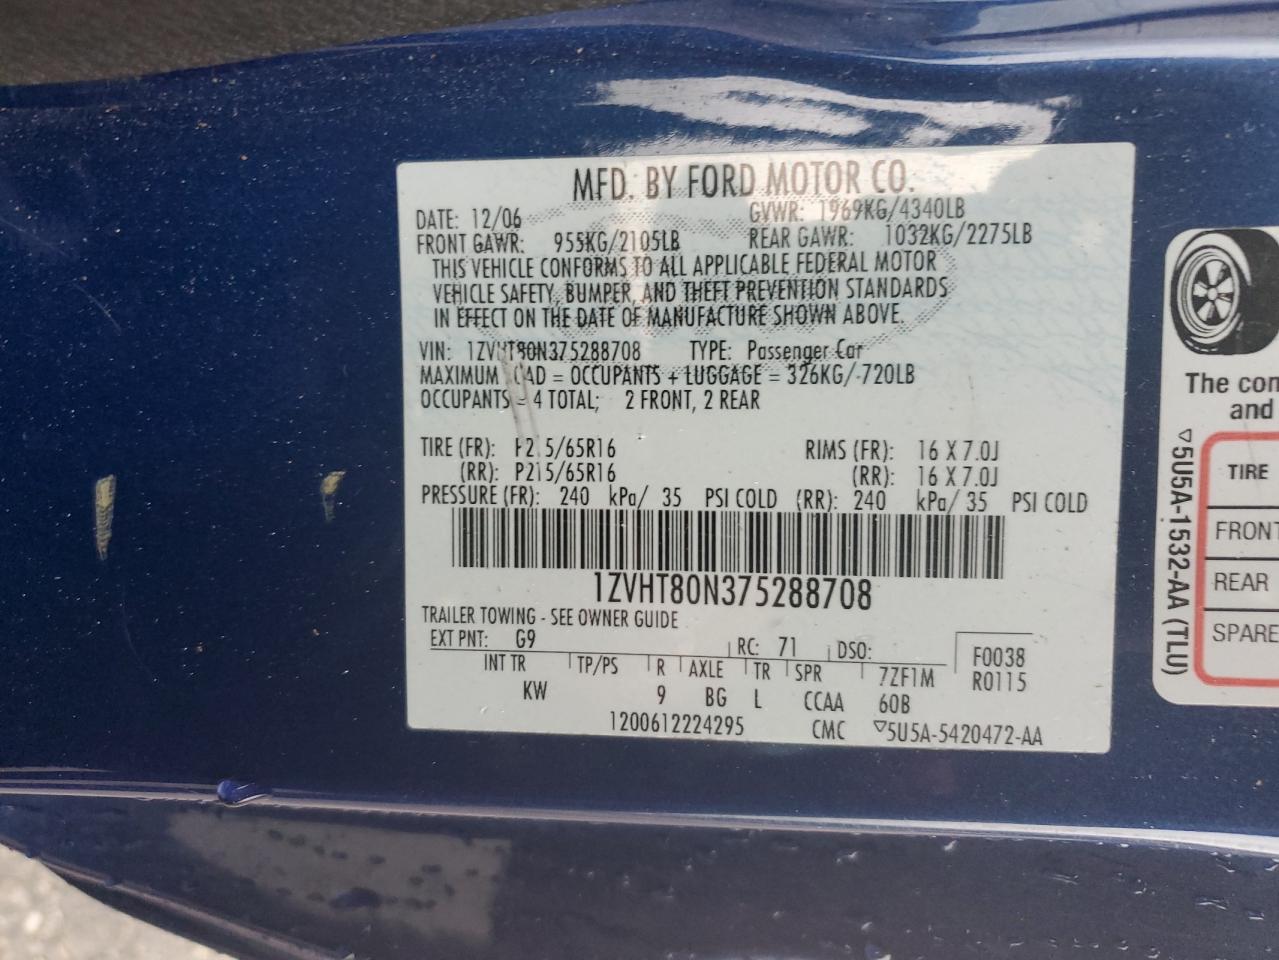 MFD. BY FORD MOTOR CO.
DATE: 12/06 GVWR: 1969KG/4340LB
FRONT GAWR: 955KG/2105LB REAR GAWR: 1032KG/2275LB
THIS VEHICLE CONFORMS TO ALL APPLICABLE FEDERAL MOTOR
VEHICLE SAFETY, BUMPER, AND THEFT PREVENTION STANDARDS
IN EFFECT ON THE DATE OF MANUFACTURE SHOWN ABOVE.
VIN: 1ZVHT80N375288708 TYPE: Passenger Car
MAXIMUM LOAD = OCCUPANTS + LUGGAGE = 326KG/ 720LB
OCCUPANTS = 4 TOTAL; 2 FRONT, 2 REAR
TIRE (FR): P215/65R16 RIMS (FR): 16 X 7.0J
(RR): P215/65R16 (RR): 16 X 7.0J
PRESSURE (FR): 240 kPa/ 35 PSI COLD (RR): 240 kPa/ 35 PSI COLD
1ZVHT80N375288708
TRAILER TOWING - SEE OWNER GUIDE
EXT PNT: G9 RC: 71 DSO: F0038
INT TR TP/PS R AXLE TR SPR 7ZF1M R0115
KW 9 BG L CCAA 60B
1200612224295 CMC ▽5U5A-5420472-AA
▽5U5A-1532-AA (TLU)
The con
and
TIRE
FRONT
REAR
SPARE